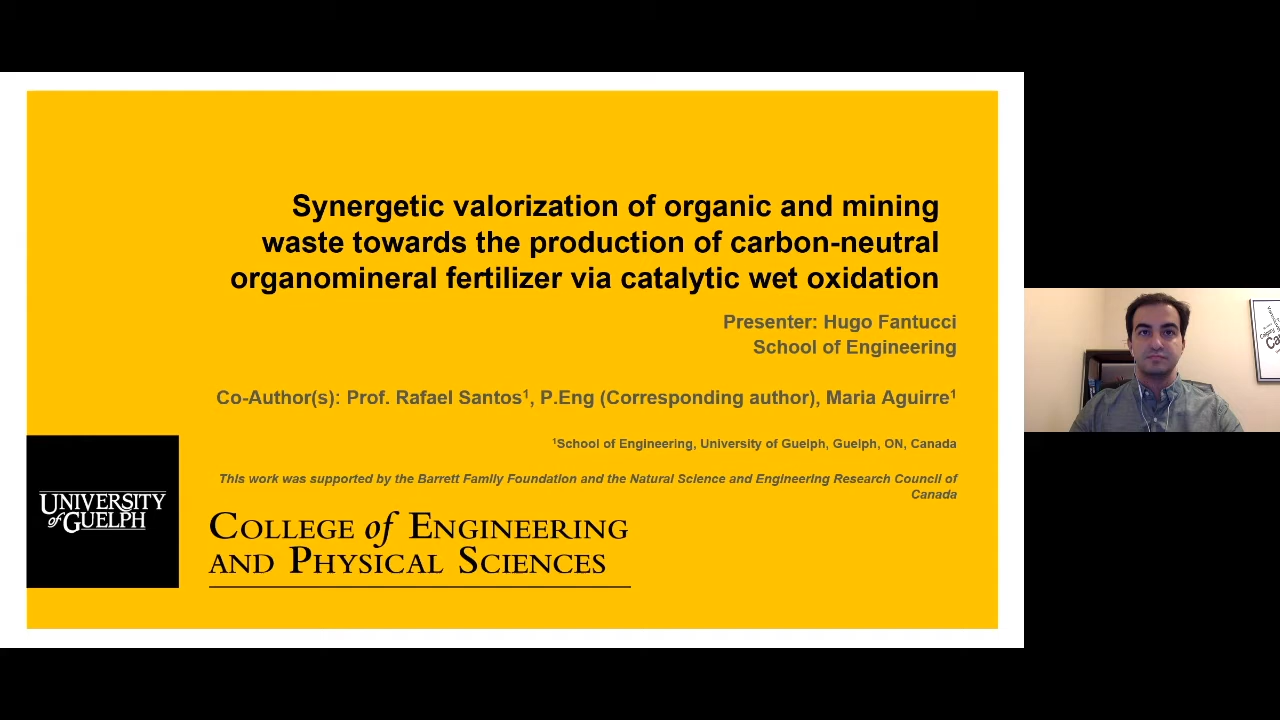 Synergetic valorization of organic and mining
waste towards the production of carbon-neutral
organomineral fertilizer via catalytic wet oxidation
Presenter: Hugo Fantucci
School of Engineering
Co-Author(s): Prof. Rafael Santos¹, P.Eng (Corresponding author), Maria Aguirre¹
¹School of Engineering, University of Guelph, Guelph, ON, Canada
This work was supported by the Barrett Family Foundation and the Natural Science and Engineering Research Council of
Canada
UNIVERSITY
of GUELPH
COLLEGE of ENGINEERING
AND PHYSICAL SCIENCES